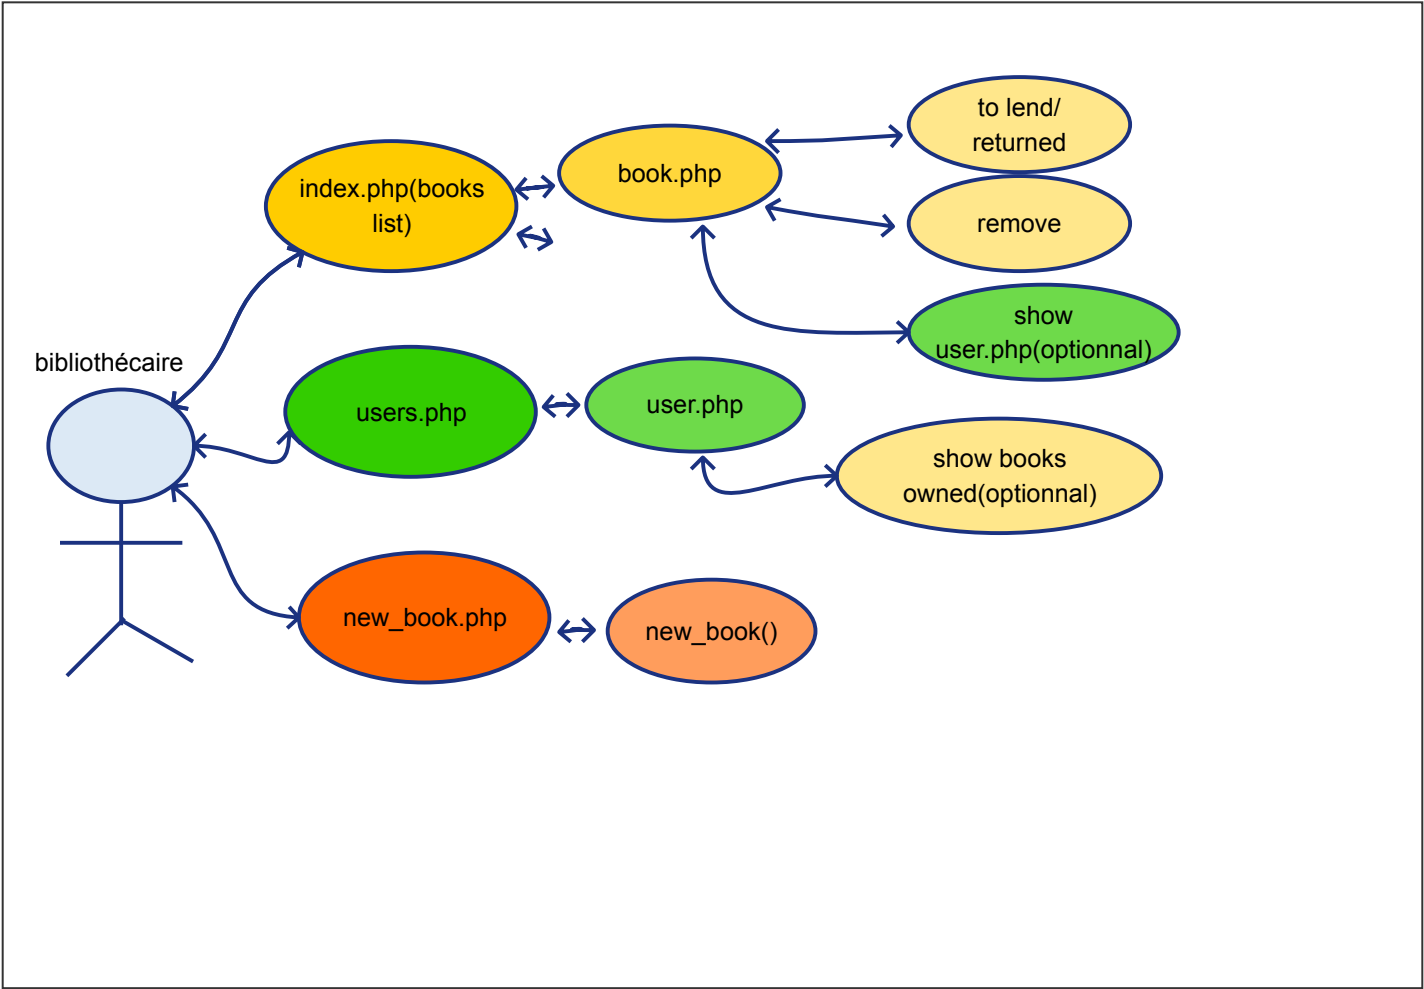 to lend/
returned
book.php
index.php(books
list)
remove
show
user.php(optionnal)
bibliothécaire
users.php
user.php
show books
owned(optionnal)
new_book.php
new_book()